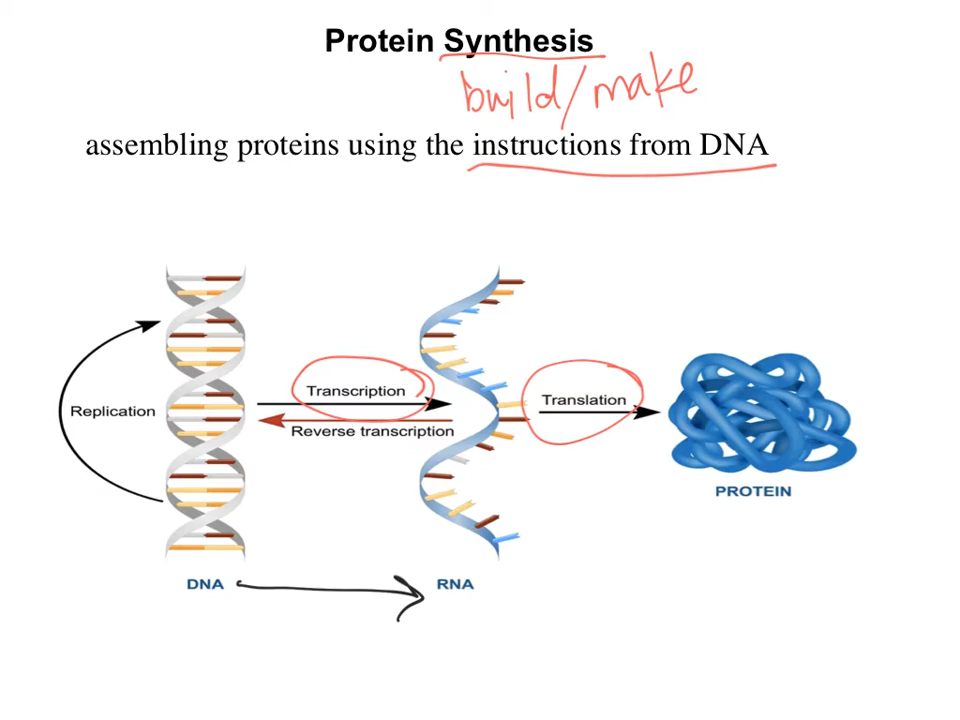 Protein Synthesis
build/make
assembling proteins using the instructions from DNA
Transcription
Translation
Replication
Reverse transcription
PROTEIN
DNA
RNA